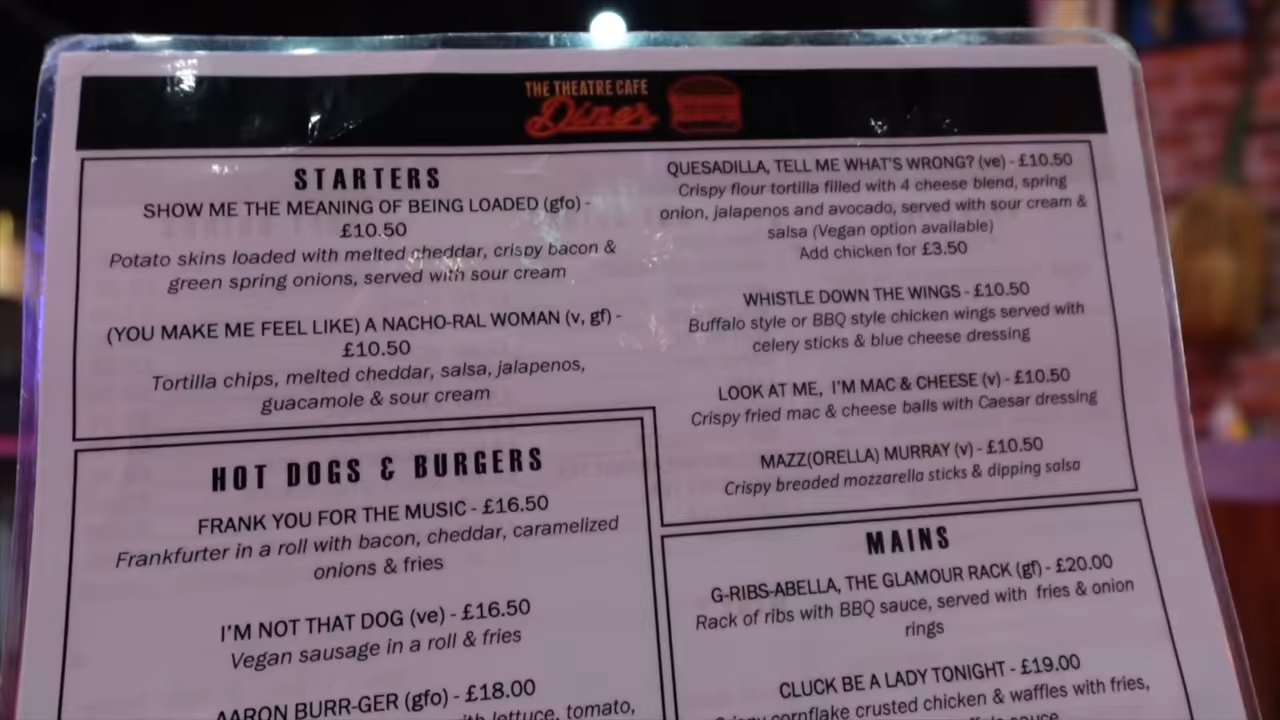 THE THEATRE CAFE
Diner
STARTERS
SHOW ME THE MEANING OF BEING LOADED (gfo) -
£10.50
Potato skins loaded with melted cheddar, crispy bacon &
green spring onions, served with sour cream
(YOU MAKE ME FEEL LIKE) A NACHO-RAL WOMAN (v, gf) -
£10.50
Tortilla chips, melted cheddar, salsa, jalapenos,
guacamole & sour cream
QUESADILLA, TELL ME WHAT'S WRONG? (ve) - £10.50
Crispy flour tortilla filled with 4 cheese blend, spring
onion, jalapenos and avocado, served with sour cream &
salsa (Vegan option available)
Add chicken for £3.50
WHISTLE DOWN THE WINGS - £10.50
Buffalo style or BBQ style chicken wings served with
celery sticks & blue cheese dressing
LOOK AT ME, I'M MAC & CHEESE (v) - £10.50
Crispy fried mac & cheese balls with Caesar dressing
MAZZ(ORELLA) MURRAY (v) - £10.50
Crispy breaded mozzarella sticks & dipping salsa
HOT DOGS & BURGERS
FRANK YOU FOR THE MUSIC - £16.50
Frankfurter in a roll with bacon, cheddar, caramelized
onions & fries
I'M NOT THAT DOG (ve) - £16.50
Vegan sausage in a roll & fries
AARON BURR-GER (gfo) - £18.00
with lettuce, tomato,
MAINS
G-RIBS-ABELLA, THE GLAMOUR RACK (gf) - £20.00
Rack of ribs with BBQ sauce, served with fries & onion
rings
CLUCK BE A LADY TONIGHT - £19.00
Crispy cornflake crusted chicken & waffles with fries,
sauce